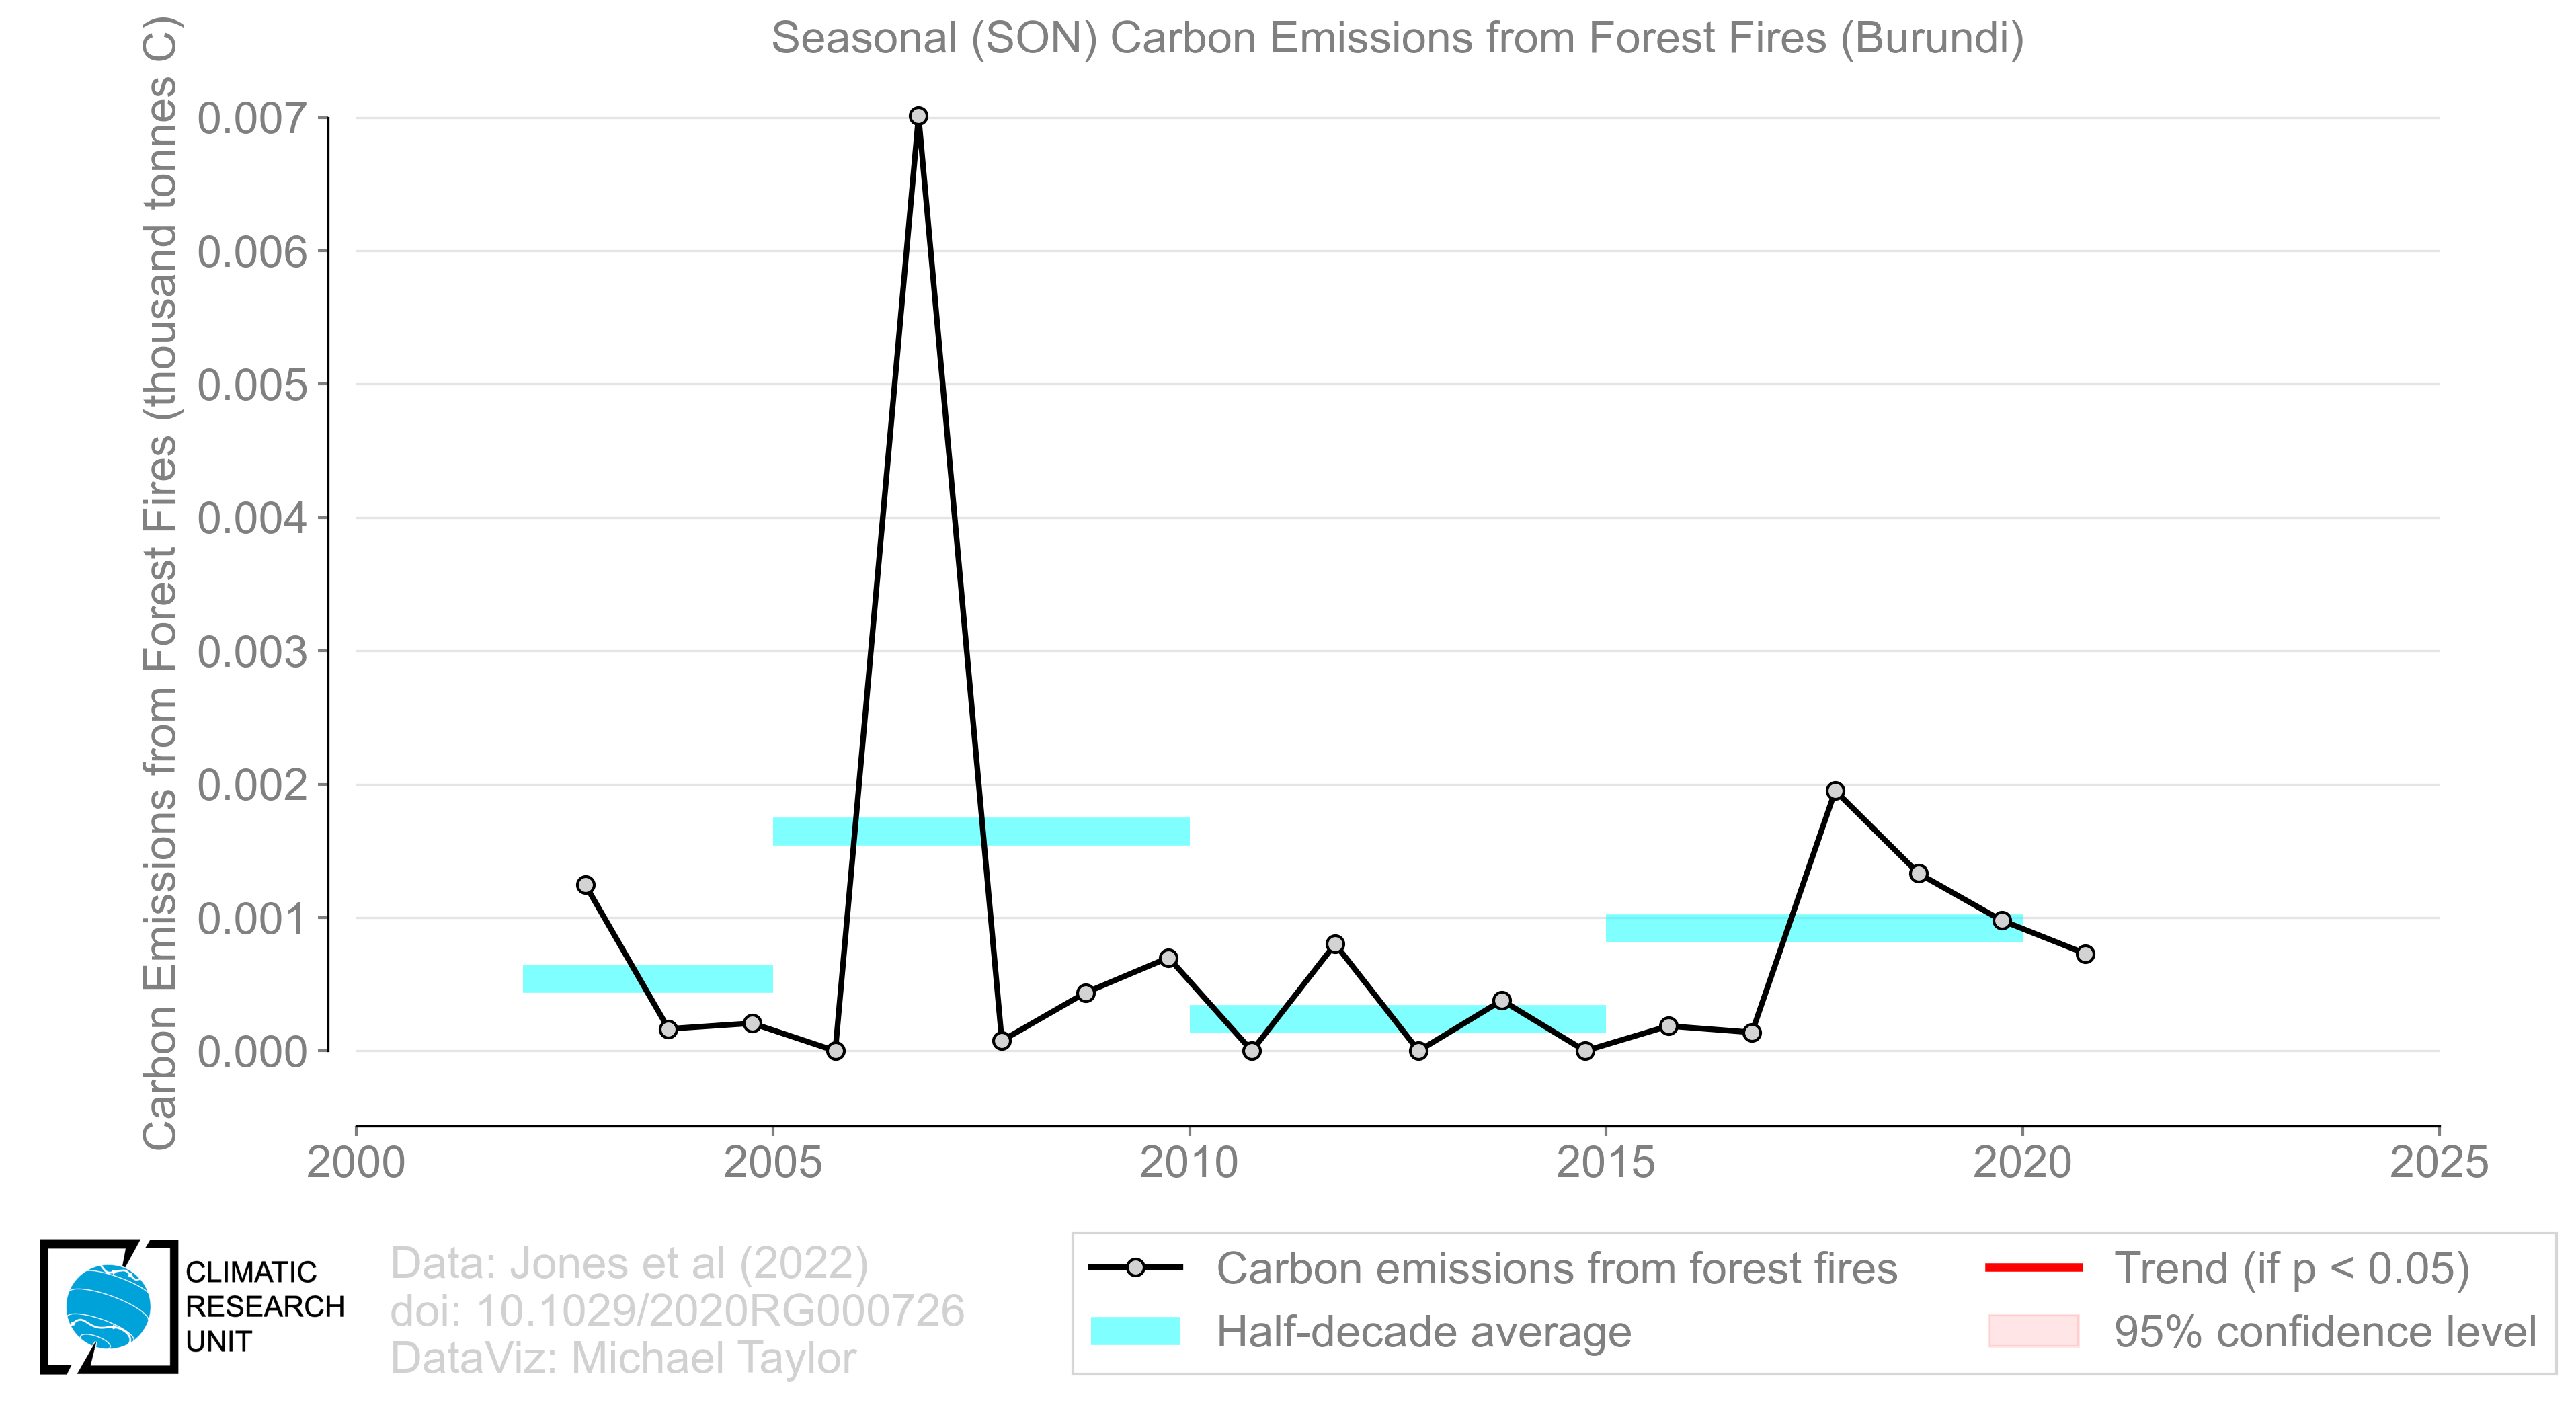 Seasonal (SON) Carbon Emissions from Forest Fires (Burundi)
Carbon Emissions from Forest Fires (thousand tonnes C)
0.007
0.006
0.005
0.004
0.003
0.002
0.001
0.000
2000 2005 2010 2015 2020 2025
CLIMATIC
RESEARCH
UNIT
Data: Jones et al (2022)
doi: 10.1029/2020RG000726
DataViz: Michael Taylor
Carbon emissions from forest fires
Half-decade average
Trend (if p < 0.05)
95% confidence level